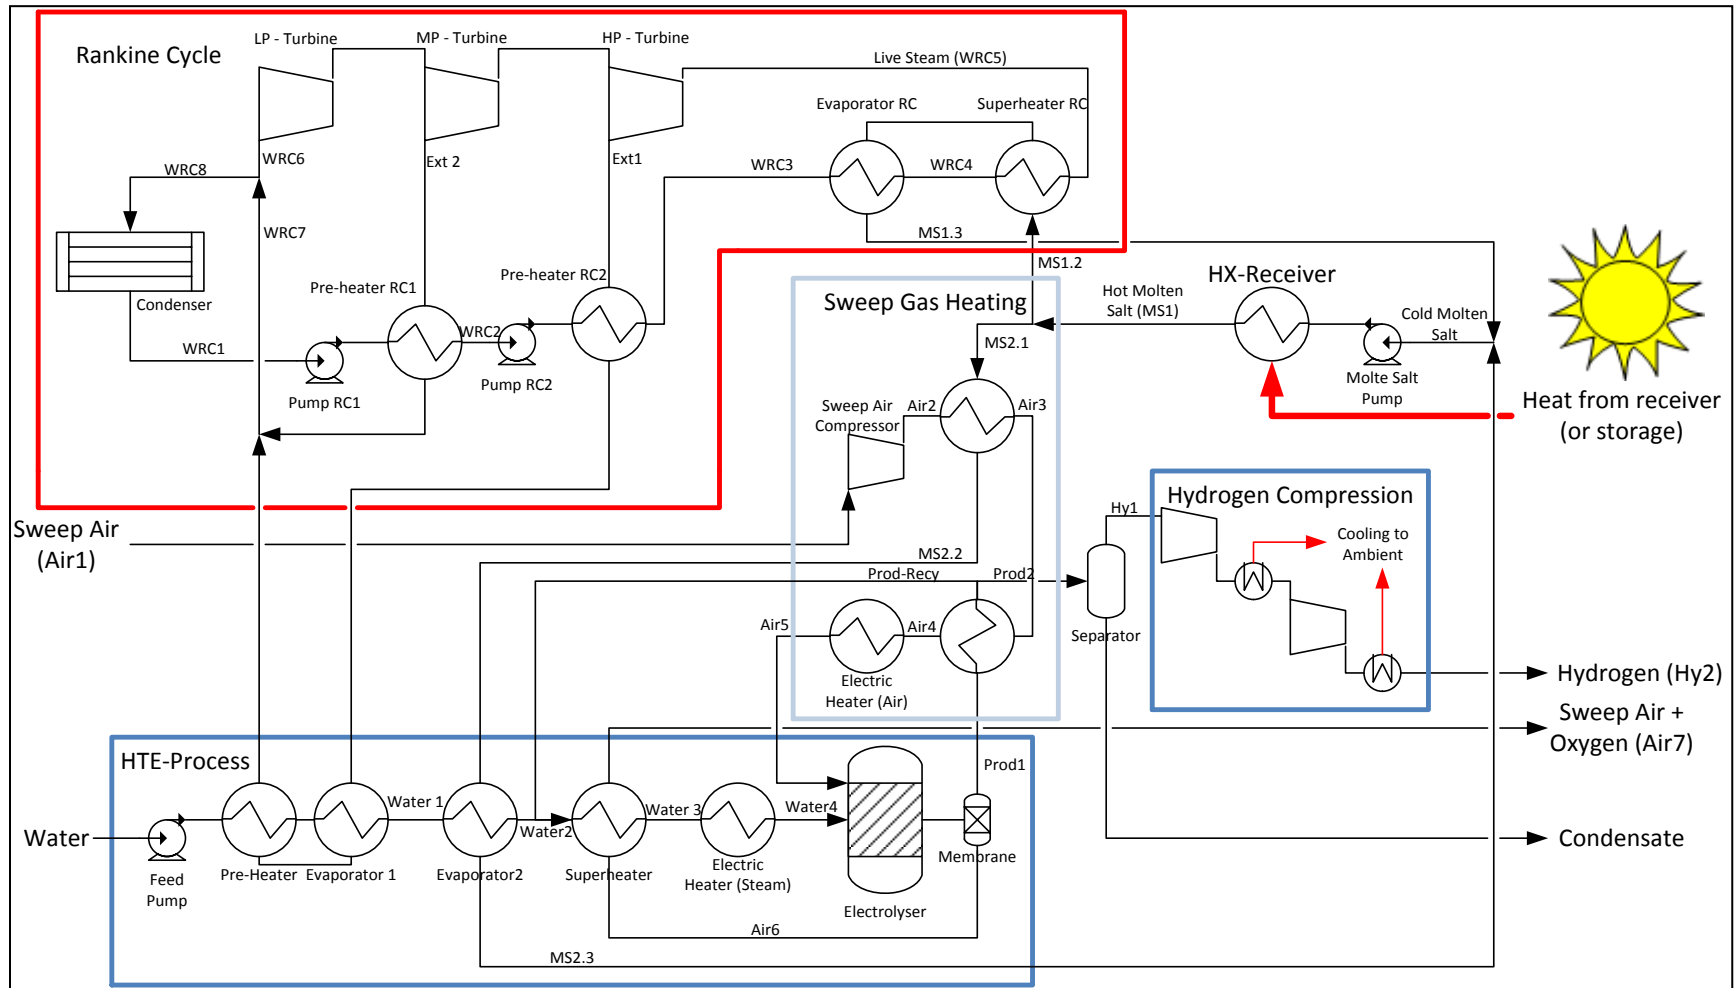 LP - Turbine
MP - Turbine
HP - Turbine
Rankine Cycle
Live Steam (WRC5)
Evaporator RC
Superheater RC
WRC8
WRC6
Ext 2
Ext1
WRC3
WRC4
WRC7
MS1.3
MS1.2
Condenser
Pre-heater RC1
Pre-heater RC2
Sweep Gas Heating
HX-Receiver
Hot Molten
Salt (MS1)
Cold Molten
Salt
WRC1
WRC2
MS2.1
Pump RC1
Pump RC2
Molte Salt
Pump
Heat from receiver
(or storage)
Sweep Air
Compressor
Air2
Air3
Sweep Air
(Air1)
Hydrogen Compression
Hy1
Cooling to
Ambient
MS2.2
Prod-Recy
Prod2
Separator
Air5
Air4
Electric
Heater (Air)
Hydrogen (Hy2)
Sweep Air +
Oxygen (Air7)
HTE-Process
Prod1
Water
Water 1
Water2
Water 3
Water4
Membrane
Condensate
Feed
Pump
Pre-Heater
Evaporator 1
Evaporator2
Superheater
Electric
Heater (Steam)
Electrolyser
Air6
MS2.3